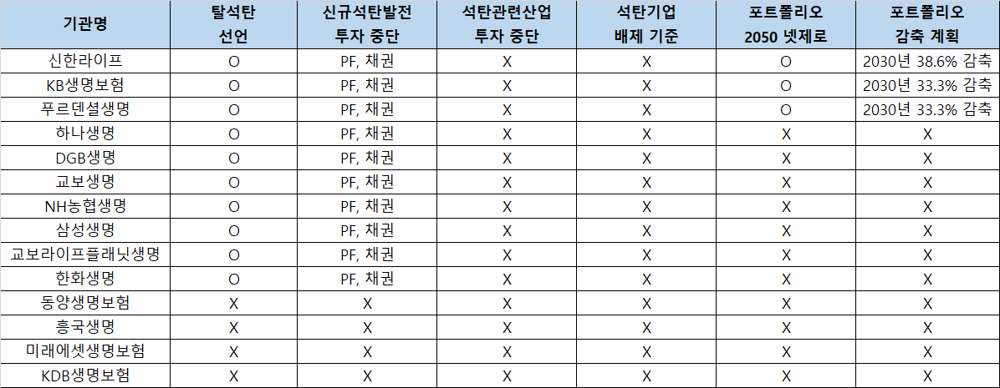 기관명 탈석탄 선언 신규석탄발전 투자 중단 석탄관련산업 투자 중단 석탄기업 배제 기준 포트폴리오 2050 넷제로 포트폴리오 감축 계획
신한라이프 O PF, 채권 X X O 2030년 38.6% 감축
KB생명보험 O PF, 채권 X X O 2030년 33.3% 감축
푸르덴셜생명 O PF, 채권 X X O 2030년 33.3% 감축
하나생명 O PF, 채권 X X X X
DGB생명 O PF, 채권 X X X X
교보생명 O PF, 채권 X X X X
NH농협생명 O PF, 채권 X X X X
삼성생명 O PF, 채권 X X X X
교보라이프플래닛생명 O PF, 채권 X X X X
한화생명 O PF, 채권 X X X X
동양생명보험 X X X X X X
흥국생명 X X X X X X
미래에셋생명보험 X X X X X X
KDB생명보험 X X X X X X